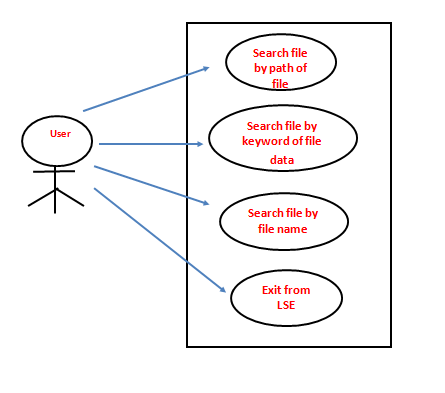 Search file
by path of
file
User
Search file by
keyword of file
data
Search file by
file name
Exit from
LSE